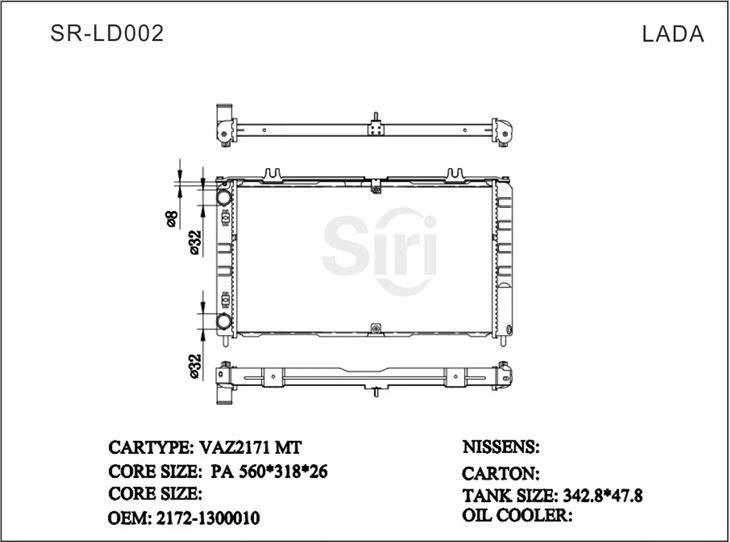 SR-LD002
LADA
ø8
ø32
Siri
ø32
CARTYPE: VAZ2171 MT
CORE SIZE: PA 560*318*26
CORE SIZE:
OEM: 2172-1300010
NISSENS:
CARTON:
TANK SIZE: 342.8*47.8
OIL COOLER: